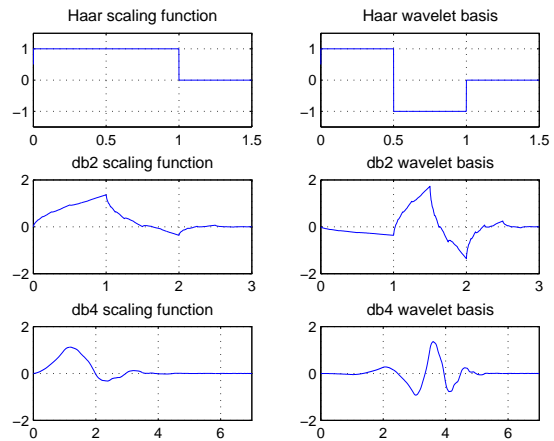 Haar scaling function
1
0
−1
0 0.5 1 1.5
Haar wavelet basis
1
0
−1
0 0.5 1 1.5
db2 scaling function
2
0
−2
0 1 2 3
db2 wavelet basis
2
0
−2
0 1 2 3
db4 scaling function
2
0
−2
0 2 4 6
db4 wavelet basis
2
0
−2
0 2 4 6